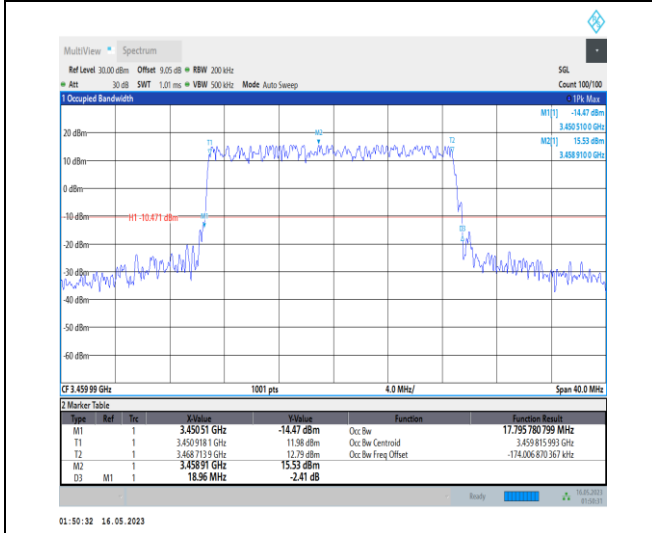 MultiView Spectrum
Ref Level 30.00 dBm Offset 9.05 dB RBW 200 kHz SGL
Att 30 dB SWT 1.01 ms VBW 500 kHz Mode Auto Sweep Count 100/100
1 Occupied Bandwidth 1Pk Max
M1[1] -14.47 dBm
3.450 510 0 GHz
M2[1] 15.53 dBm
3.458 910 0 GHz
20 dBm
T1 M2 T2
10 dBm
0 dBm
-10 dBm H1 -10.471 dBm M1
D3
-20 dBm
-30 dBm
-40 dBm
-50 dBm
-60 dBm
CF 3.459 99 GHz 1001 pts 4.0 MHz/ Span 40.0 MHz
2 Marker Table
Type Ref Trc X-Value Y-Value Function Function Result
M1 1 3.450 51 GHz -14.47 dBm Occ Bw 17.795 780 799 MHz
T1 1 3.450 918 1 GHz 11.98 dBm Occ Bw Centroid 3.459 815 993 GHz
T2 1 3.468 713 9 GHz 12.79 dBm Occ Bw Freq Offset -174.006 870 367 kHz
M2 1 3.458 91 GHz 15.53 dBm
D3 M1 1 18.96 MHz -2.41 dB
Ready 16.05.2023
01:50:31
01:50:32 16.05.2023